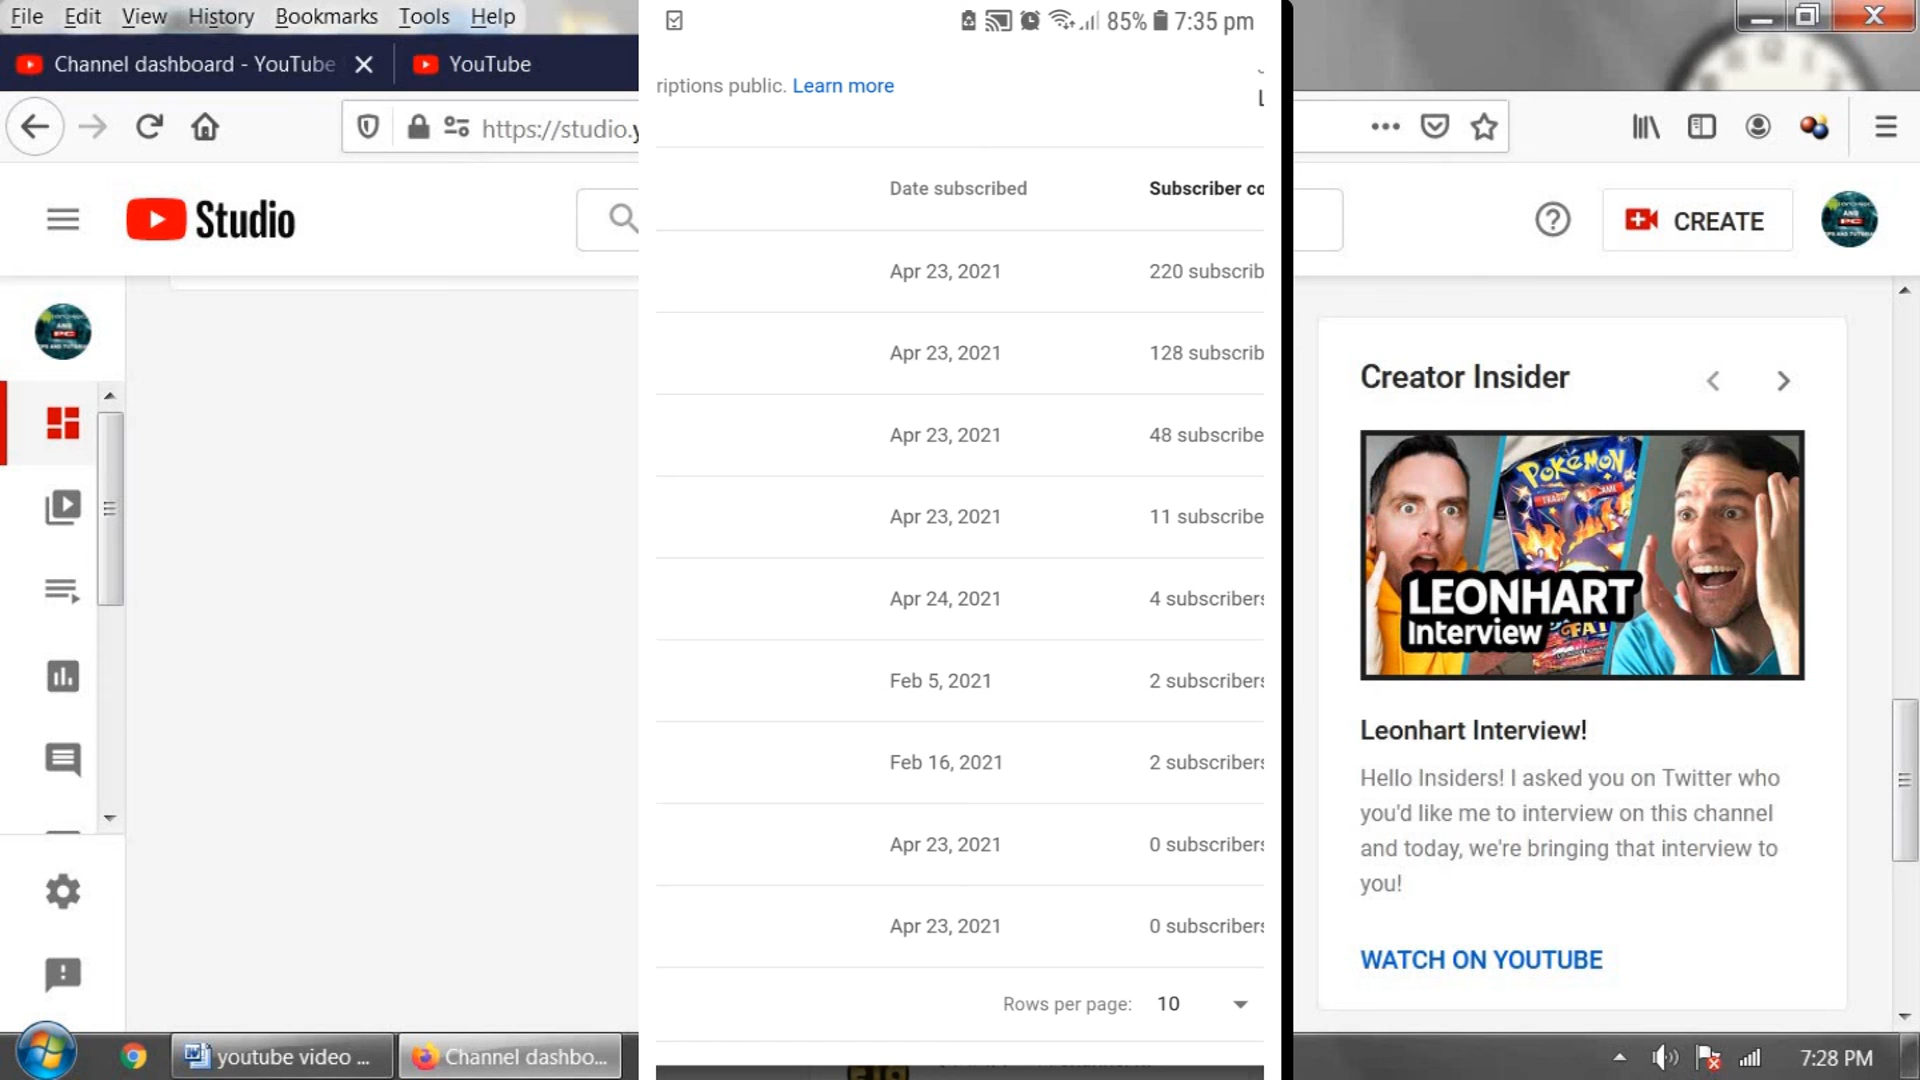 File Edit View History Bookmarks Tools Help
Channel dashboard - YouTube
YouTube
https://studio.y
Studio
85% 7:35 pm
riptions public. Learn more
Date subscribed Subscriber co
Apr 23, 2021 220 subscrib
Apr 23, 2021 128 subscrib
Apr 23, 2021 48 subscribe
Apr 23, 2021 11 subscribe
Apr 24, 2021 4 subscribers
Feb 5, 2021 2 subscribers
Feb 16, 2021 2 subscribers
Apr 23, 2021 0 subscribers
Apr 23, 2021 0 subscribers
Rows per page: 10
CREATE
Creator Insider
POKéMON
LEONHART
Interview
Leonhart Interview!
Hello Insiders! I asked you on Twitter who
you'd like me to interview on this channel
and today, we're bringing that interview to
you!
WATCH ON YOUTUBE
youtube video ...
Channel dashbo...
7:28 PM